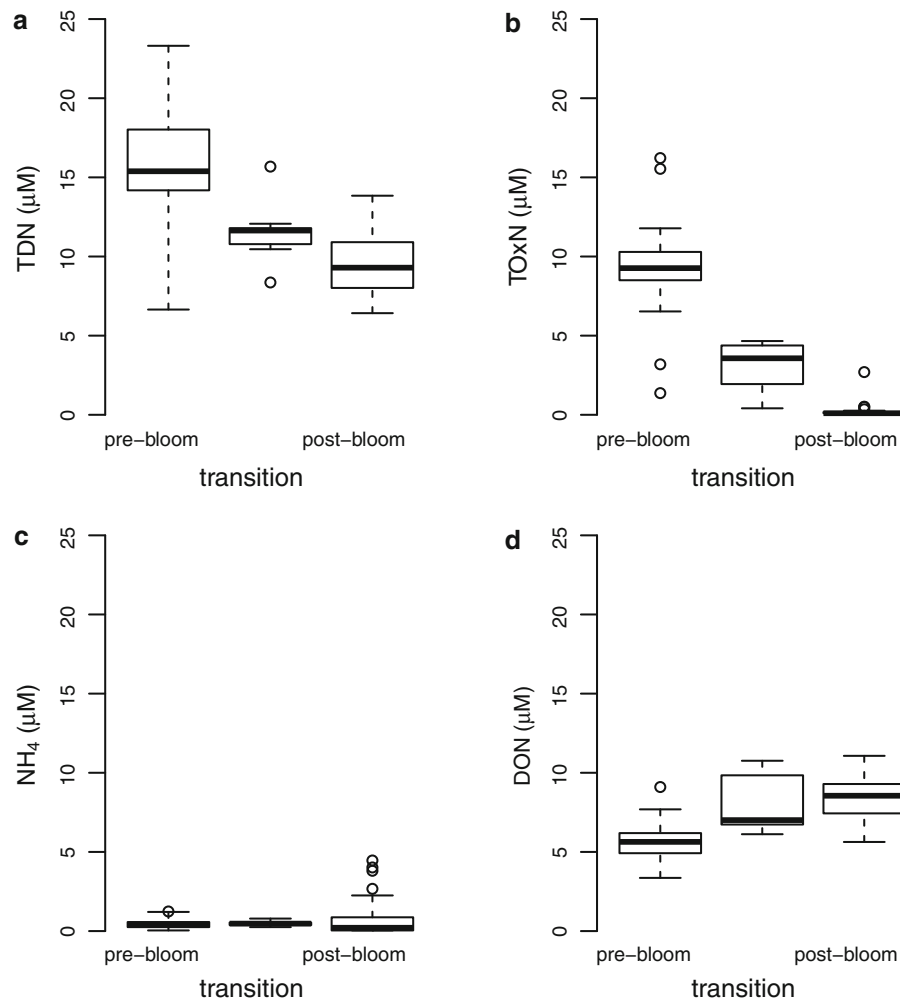 a
25
20
15
10
5
0
TDN (µM)
pre−bloom
post−bloom
transition
b
25
20
15
10
5
0
TOxN (µM)
pre−bloom
post−bloom
transition
c
25
20
15
10
5
0
NH₄ (µM)
pre−bloom
post−bloom
transition
d
25
20
15
10
5
0
DON (µM)
pre−bloom
post−bloom
transition